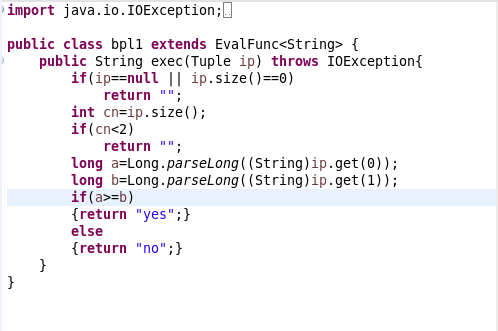 import java.io.IOException;

public class bpl1 extends EvalFunc<String> {
    public String exec(Tuple ip) throws IOException{
        if(ip==null || ip.size()==0)
            return "";
        int cn=ip.size();
        if(cn<2)
            return "";
        long a=Long.parseLong((String)ip.get(0));
        long b=Long.parseLong((String)ip.get(1));
        if(a>=b)
        {return "yes";}
        else
        {return "no";}
    }
}